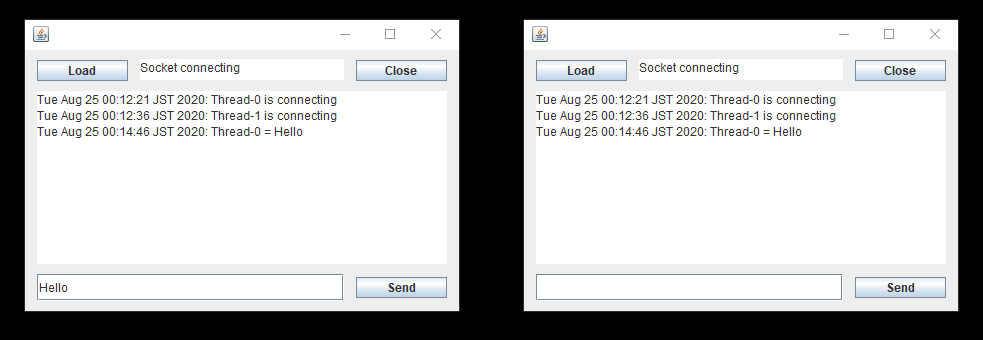 Load Socket connecting Close
Tue Aug 25 00:12:21 JST 2020: Thread-0 is connecting
Tue Aug 25 00:12:36 JST 2020: Thread-1 is connecting
Tue Aug 25 00:14:46 JST 2020: Thread-0 = Hello
Hello Send
Load Socket connecting Close
Tue Aug 25 00:12:21 JST 2020: Thread-0 is connecting
Tue Aug 25 00:12:36 JST 2020: Thread-1 is connecting
Tue Aug 25 00:14:46 JST 2020: Thread-0 = Hello
Send